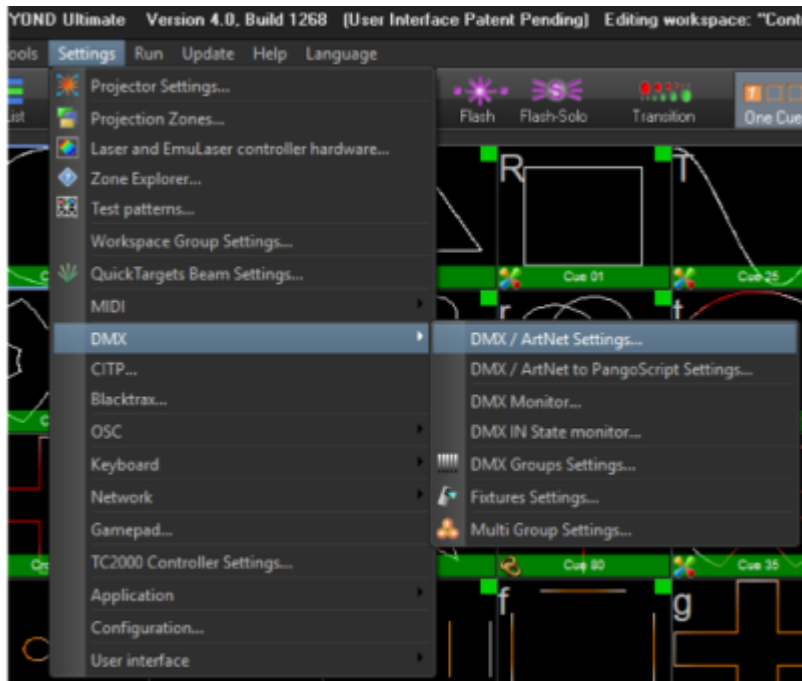 YOND Ultimate Version 4.0, Build 1268 (User Interface Patent Pending) Editing workspace: "Cont
ools Settings Run Update Help Language
List Flash Flash-Solo Transition One Cue
Projector Settings...
Projection Zones...
Laser and EmuLaser controller hardware...
Zone Explorer...
Test patterns...
Workspace Group Settings...
QuickTargets Beam Settings...
MIDI
DMX
CITP...
Blacktrax...
OSC
Keyboard
Network
Gamepad...
TC2000 Controller Settings...
Application
Configuration...
User interface
DMX / ArtNet Settings...
DMX / ArtNet to PangoScript Settings...
DMX Monitor...
DMX IN State monitor...
DMX Groups Settings...
Fixtures Settings...
Multi Group Settings...
R T
Cue 01 Cue 25
r t
Cue 80 Cue 35
f g